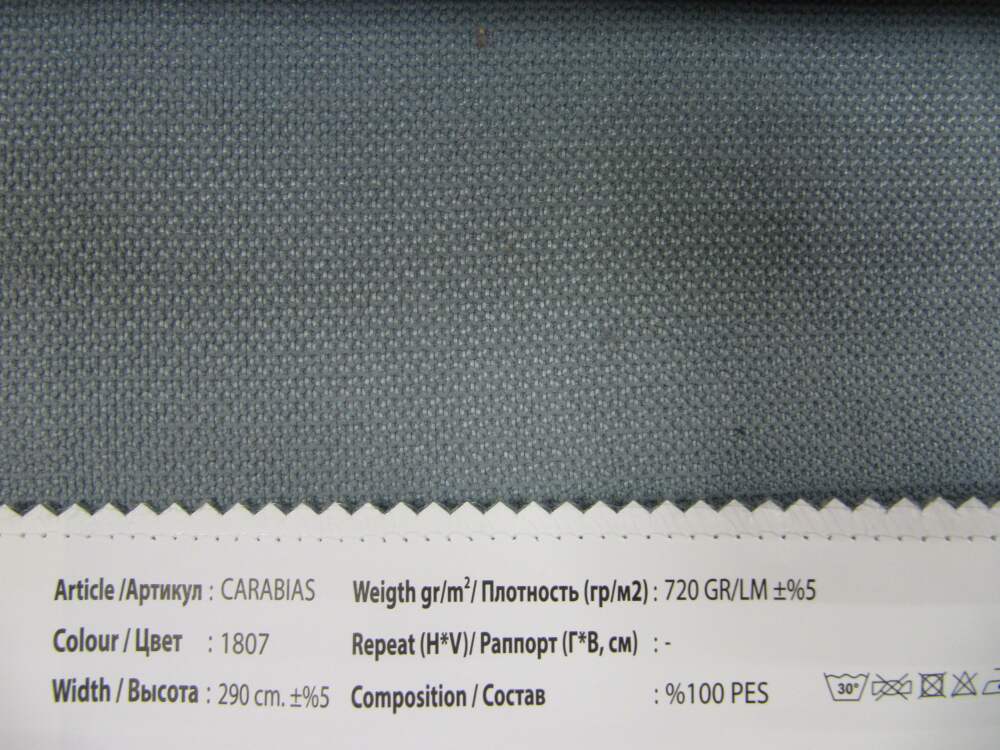 Article /Артикул : CARABIAS Weigth gr/m²/ Плотность (гр/м2) : 720 GR/LM ±%5
Colour / Цвет : 1807 Repeat (H*V)/ Раппорт (Г*В, см) : -
Width / Высота : 290 cm. ±%5 Composition / Состав : %100 PES 30°